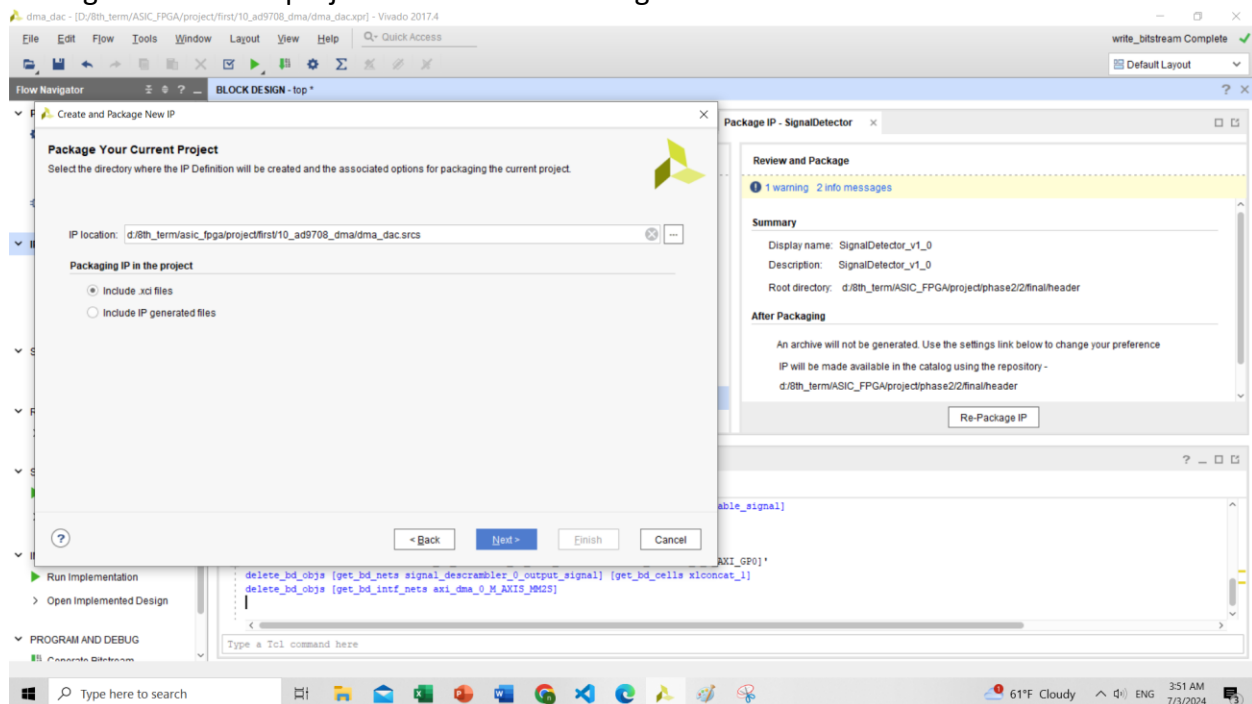 dma_dac - [D:/8th_term/ASIC_FPGA/project/first/10_ad9708_dma/dma_dac.xpr] - Vivado 2017.4
File Edit Flow Tools Window Layout View Help Quick Access
write_bitstream Complete
Default Layout
Flow Navigator
BLOCK DESIGN - top *
Create and Package New IP
Package Your Current Project
Select the directory where the IP Definition will be created and the associated options for packaging the current project.
IP location: d:/8th_term/asic_fpga/project/first/10_ad9708_dma/dma_dac.srcs
Packaging IP in the project
Include .xci files
Include IP generated files
< Back Next > Finish Cancel
Package IP - SignalDetector
Review and Package
1 warning 2 info messages
Summary
Display name: SignalDetector_v1_0
Description: SignalDetector_v1_0
Root directory: d:/8th_term/ASIC_FPGA/project/phase2/2/final/header
After Packaging
An archive will not be generated. Use the settings link below to change your preference
IP will be made available in the catalog using the repository -
d:/8th_term/ASIC_FPGA/project/phase2/2/final/header
Re-Package IP
able_signal]
AXI_GP0]'
delete_bd_objs [get_bd_nets signal_descrambler_0_output_signal] [get_bd_cells xlconcat_1]
delete_bd_objs [get_bd_intf_nets axi_dma_0_M_AXIS_MM2S]
Type a Tcl command here
Run Implementation
Open Implemented Design
PROGRAM AND DEBUG
Generate Bitstream
Type here to search
61°F Cloudy
ENG
3:51 AM
7/3/2024